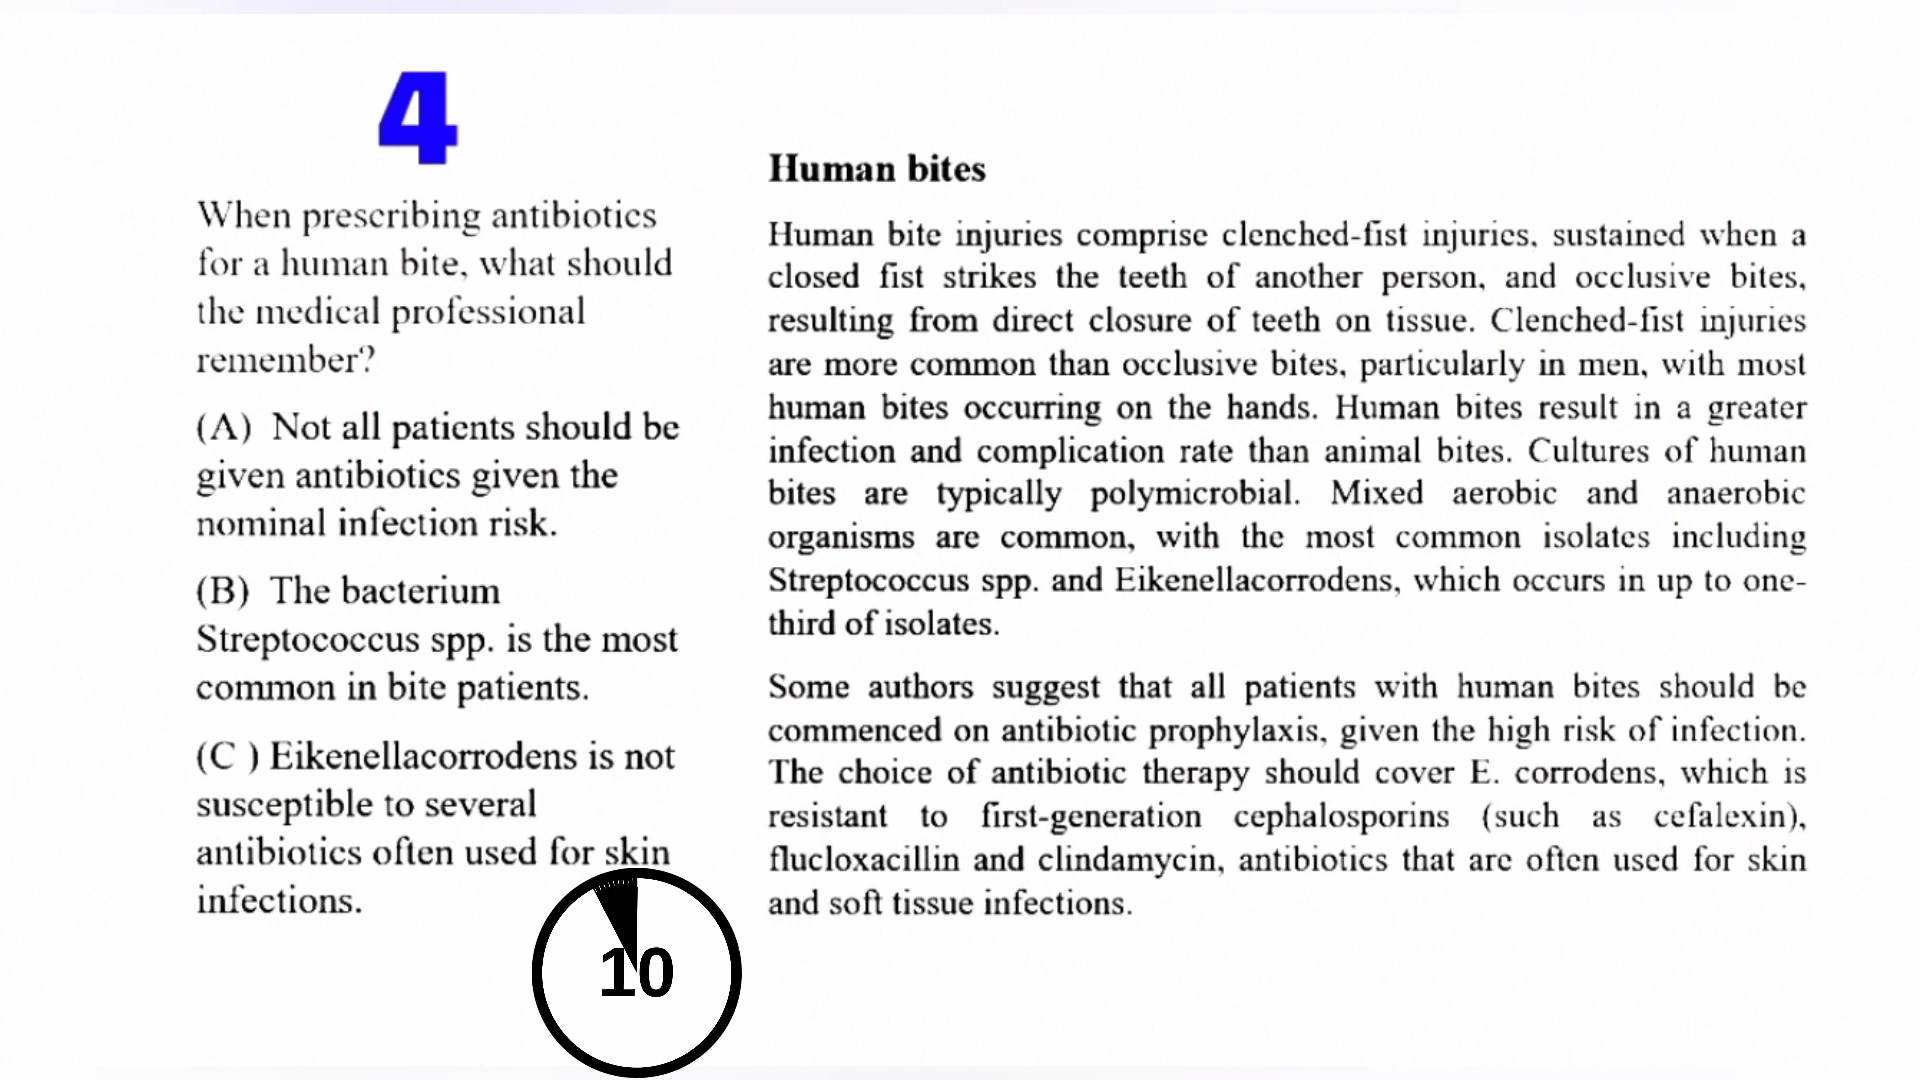 4
When prescribing antibiotics
for a human bite, what should
the medical professional
remember?
(A) Not all patients should be
given antibiotics given the
nominal infection risk.
(B) The bacterium
Streptococcus spp. is the most
common in bite patients.
(C ) Eikenellacorrodens is not
susceptible to several
antibiotics often used for skin
infections.
10
Human bites
Human bite injuries comprise clenched-fist injuries, sustained when a
closed fist strikes the teeth of another person, and occlusive bites,
resulting from direct closure of teeth on tissue. Clenched-fist injuries
are more common than occlusive bites, particularly in men, with most
human bites occurring on the hands. Human bites result in a greater
infection and complication rate than animal bites. Cultures of human
bites are typically polymicrobial. Mixed aerobic and anaerobic
organisms are common, with the most common isolates including
Streptococcus spp. and Eikenellacorrodens, which occurs in up to one-
third of isolates.
Some authors suggest that all patients with human bites should be
commenced on antibiotic prophylaxis, given the high risk of infection.
The choice of antibiotic therapy should cover E. corrodens, which is
resistant to first-generation cephalosporins (such as cefalexin),
flucloxacillin and clindamycin, antibiotics that are often used for skin
and soft tissue infections.